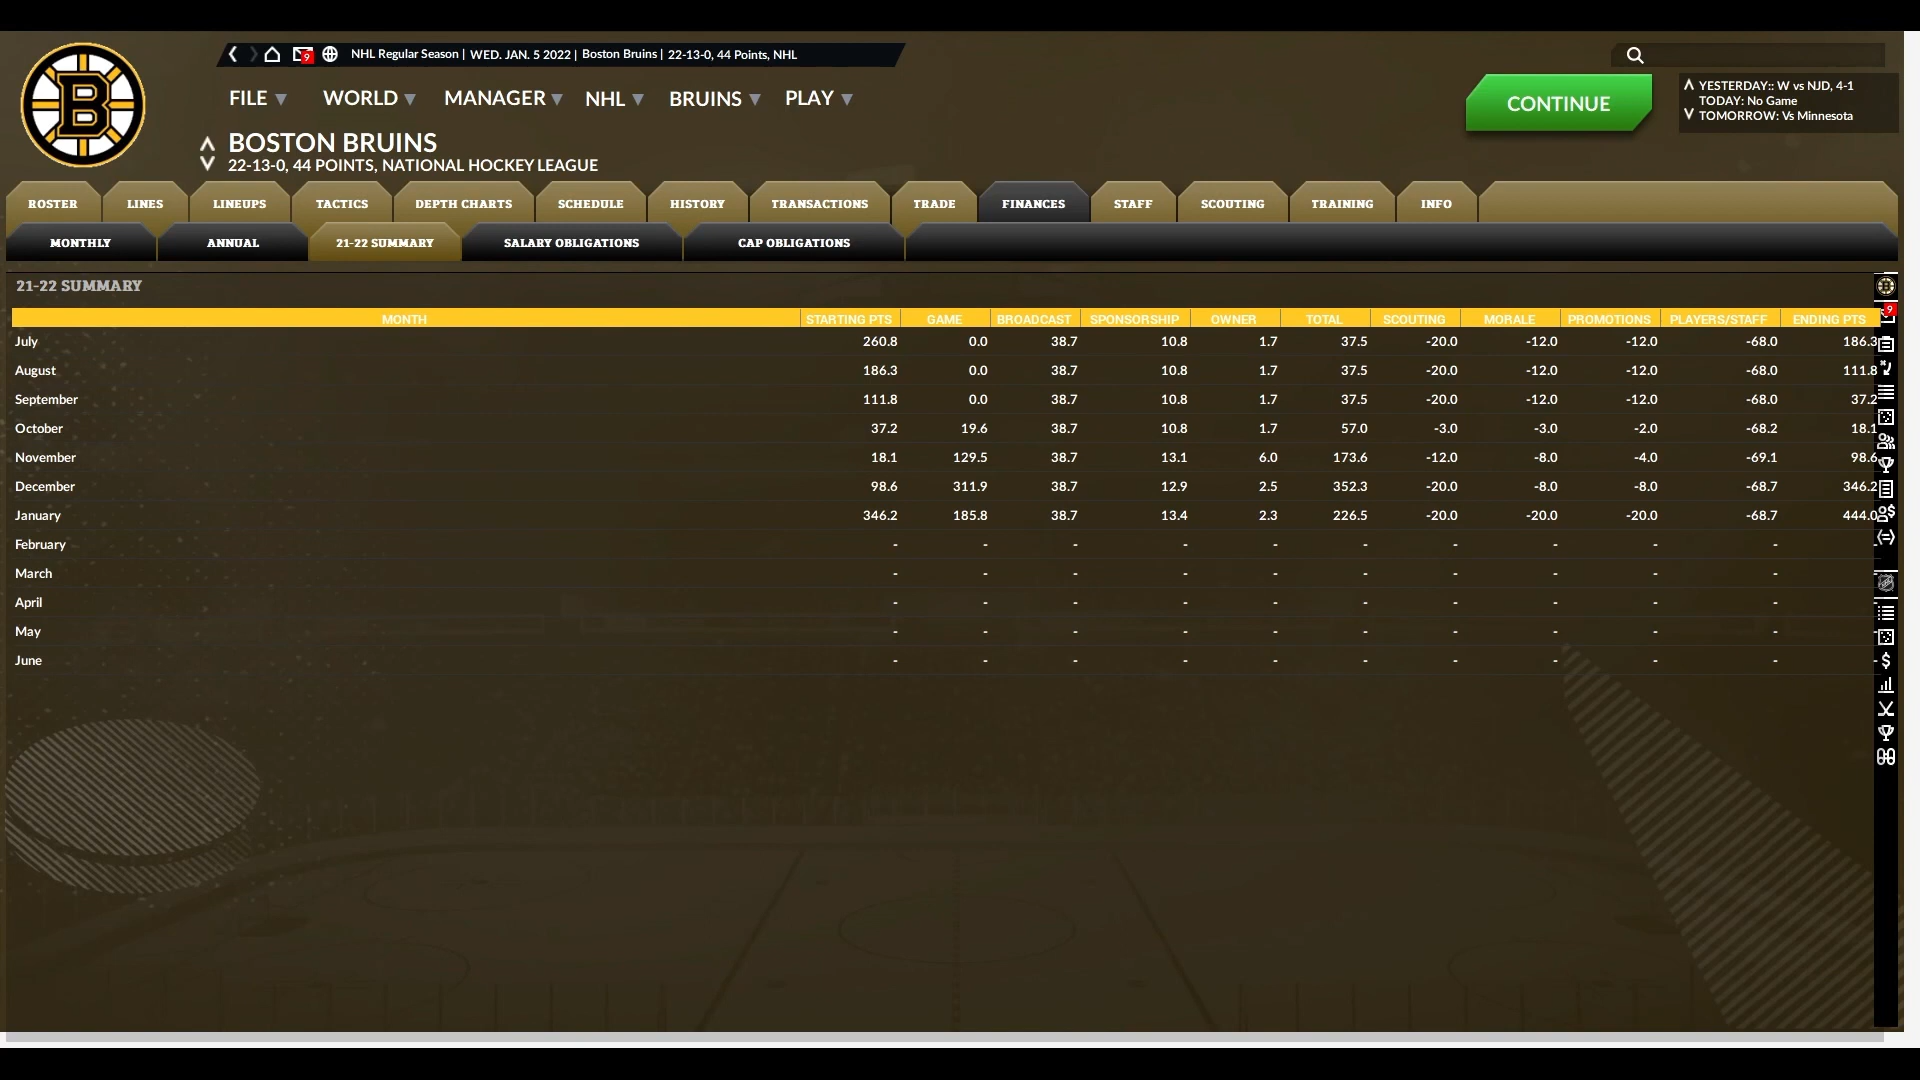 NHL Regular Season | WED. JAN. 5 2022 | Boston Bruins | 22-13-0, 44 Points, NHL
9
FILE WORLD MANAGER NHL BRUINS PLAY
CONTINUE
YESTERDAY:: W vs NJD, 4-1
TODAY: No Game
TOMORROW: Vs Minnesota
B
BOSTON BRUINS
22-13-0, 44 POINTS, NATIONAL HOCKEY LEAGUE
ROSTER LINES LINEUPS TACTICS DEPTH CHARTS SCHEDULE HISTORY TRANSACTIONS TRADE FINANCES STAFF SCOUTING TRAINING INFO
MONTHLY ANNUAL 21-22 SUMMARY SALARY OBLIGATIONS CAP OBLIGATIONS
21-22 SUMMARY
MONTH STARTING PTS GAME BROADCAST SPONSORSHIP OWNER TOTAL SCOUTING MORALE PROMOTIONS PLAYERS/STAFF ENDING PTS
9
July 260.8 0.0 38.7 10.8 1.7 37.5 -20.0 -12.0 -12.0 -68.0 186.3
August 186.3 0.0 38.7 10.8 1.7 37.5 -20.0 -12.0 -12.0 -68.0 111.8
September 111.8 0.0 38.7 10.8 1.7 37.5 -20.0 -12.0 -12.0 -68.0 37.2
October 37.2 19.6 38.7 10.8 1.7 57.0 -3.0 -3.0 -2.0 -68.2 18.1
November 18.1 129.5 38.7 13.1 6.0 173.6 -12.0 -8.0 -4.0 -69.1 98.6
December 98.6 311.9 38.7 12.9 2.5 352.3 -20.0 -8.0 -8.0 -68.7 346.2
January 346.2 185.8 38.7 13.4 2.3 226.5 -20.0 -20.0 -20.0 -68.7 444.0
February - - - - - - - - - - -
March - - - - - - - - - - -
April - - - - - - - - - - -
May - - - - - - - - - - -
June - - - - - - - - - - -